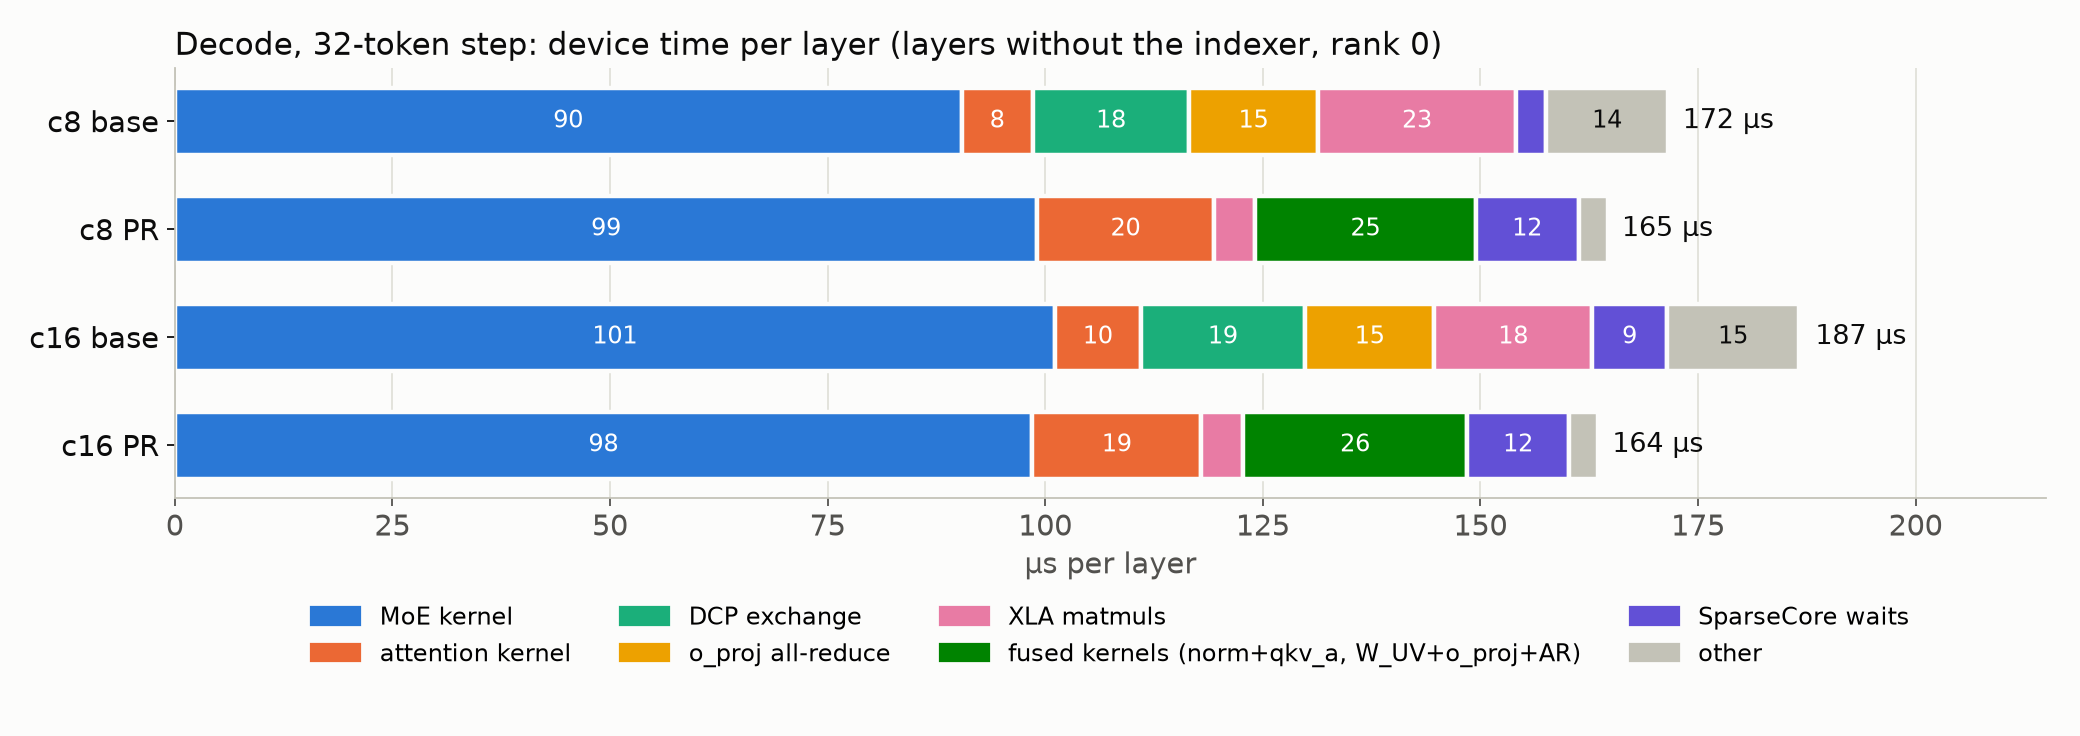 Decode, 32-token step: device time per layer (layers without the indexer, rank 0)
c8 base 90 8 18 15 23 14 172 µs
c8 PR 99 20 25 12 165 µs
c16 base 101 10 19 15 18 9 15 187 µs
c16 PR 98 19 26 12 164 µs
0 25 50 75 100 125 150 175 200
µs per layer
MoE kernel DCP exchange XLA matmuls SparseCore waits
attention kernel o_proj all-reduce fused kernels (norm+qkv_a, W_UV+o_proj+AR) other